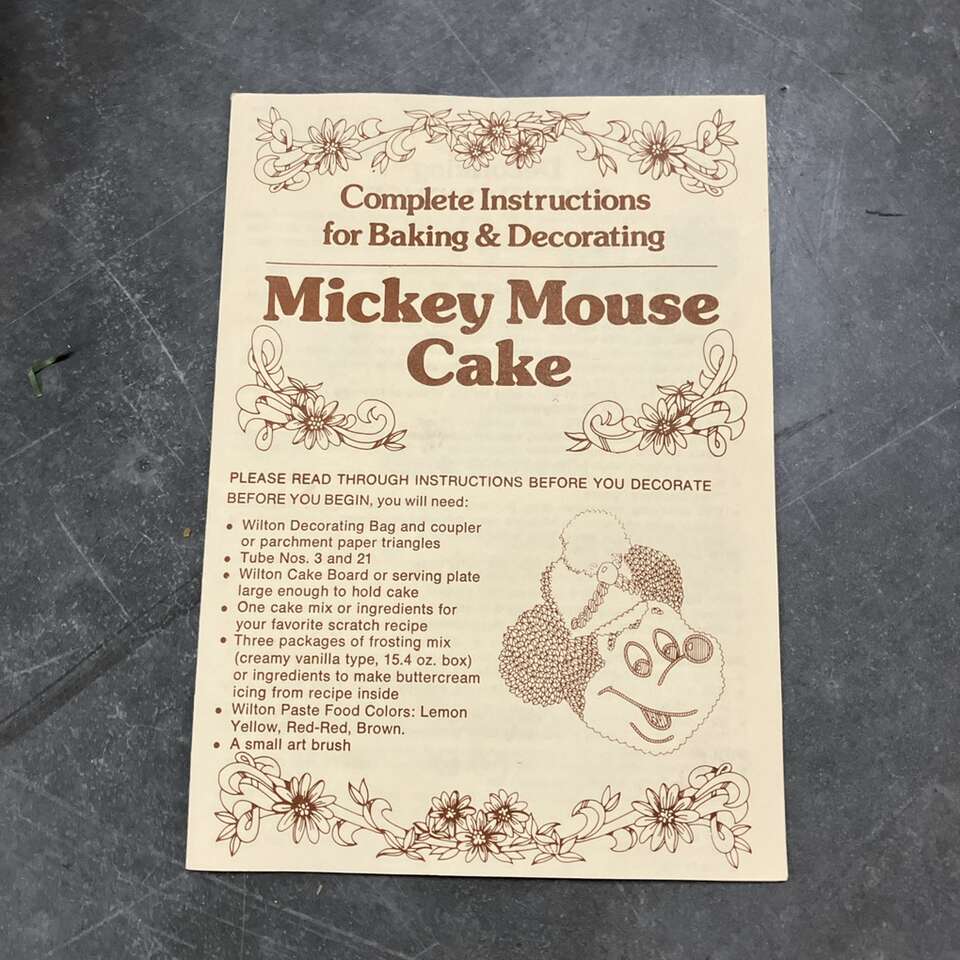 Complete Instructions
for Baking & Decorating
Mickey Mouse
Cake
PLEASE READ THROUGH INSTRUCTIONS BEFORE YOU DECORATE
BEFORE YOU BEGIN, you will need:
• Wilton Decorating Bag and coupler
or parchment paper triangles
• Tube Nos. 3 and 21
• Wilton Cake Board or serving plate
large enough to hold cake
• One cake mix or ingredients for
your favorite scratch recipe
• Three packages of frosting mix
(creamy vanilla type, 15.4 oz. box)
or ingredients to make buttercream
icing from recipe inside
• Wilton Paste Food Colors: Lemon
Yellow, Red-Red, Brown.
• A small art brush